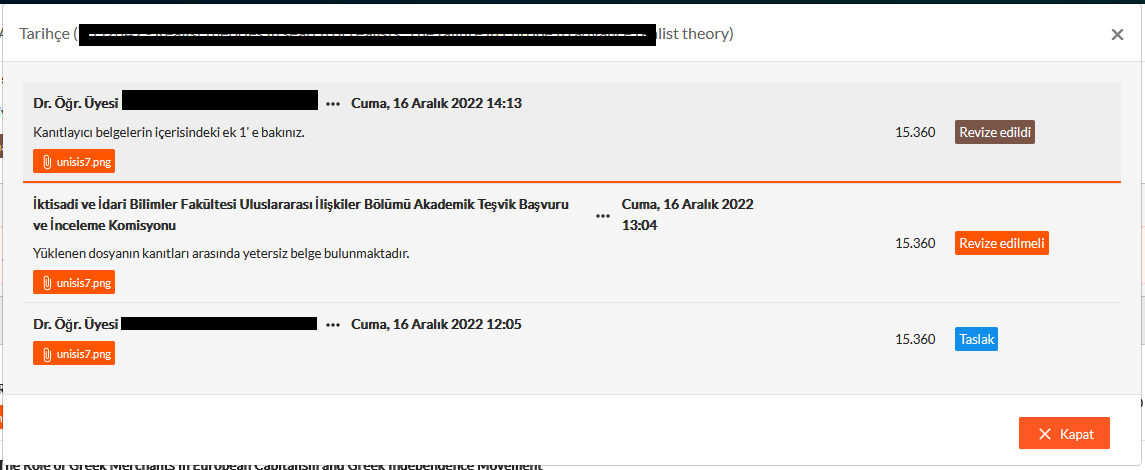 Tarihçe (
list theory)
Dr. Öğr. Üyesi ••• Cuma, 16 Aralık 2022 14:13
Kanıtlayıcı belgelerin içerisindeki ek 1' e bakınız.
15.360 Revize edildi
unisis7.png
İktisadi ve İdari Bilimler Fakültesi Uluslararası İlişkiler Bölümü Akademik Teşvik Başvuru
ve İnceleme Komisyonu
••• Cuma, 16 Aralık 2022
13:04
Yüklenen dosyanın kanıtları arasında yetersiz belge bulunmaktadır.
15.360 Revize edilmeli
unisis7.png
Dr. Öğr. Üyesi ••• Cuma, 16 Aralık 2022 12:05
15.360 Taslak
unisis7.png
Kapat
The Role of Greek Merchants in European Capitalism and Greek Independence Movement